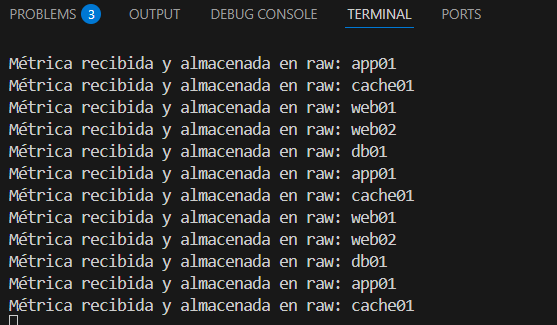 PROBLEMS 3 OUTPUT DEBUG CONSOLE TERMINAL PORTS
Métrica recibida y almacenada en raw: app01
Métrica recibida y almacenada en raw: cache01
Métrica recibida y almacenada en raw: web01
Métrica recibida y almacenada en raw: web02
Métrica recibida y almacenada en raw: db01
Métrica recibida y almacenada en raw: app01
Métrica recibida y almacenada en raw: cache01
Métrica recibida y almacenada en raw: web01
Métrica recibida y almacenada en raw: web02
Métrica recibida y almacenada en raw: db01
Métrica recibida y almacenada en raw: app01
Métrica recibida y almacenada en raw: cache01